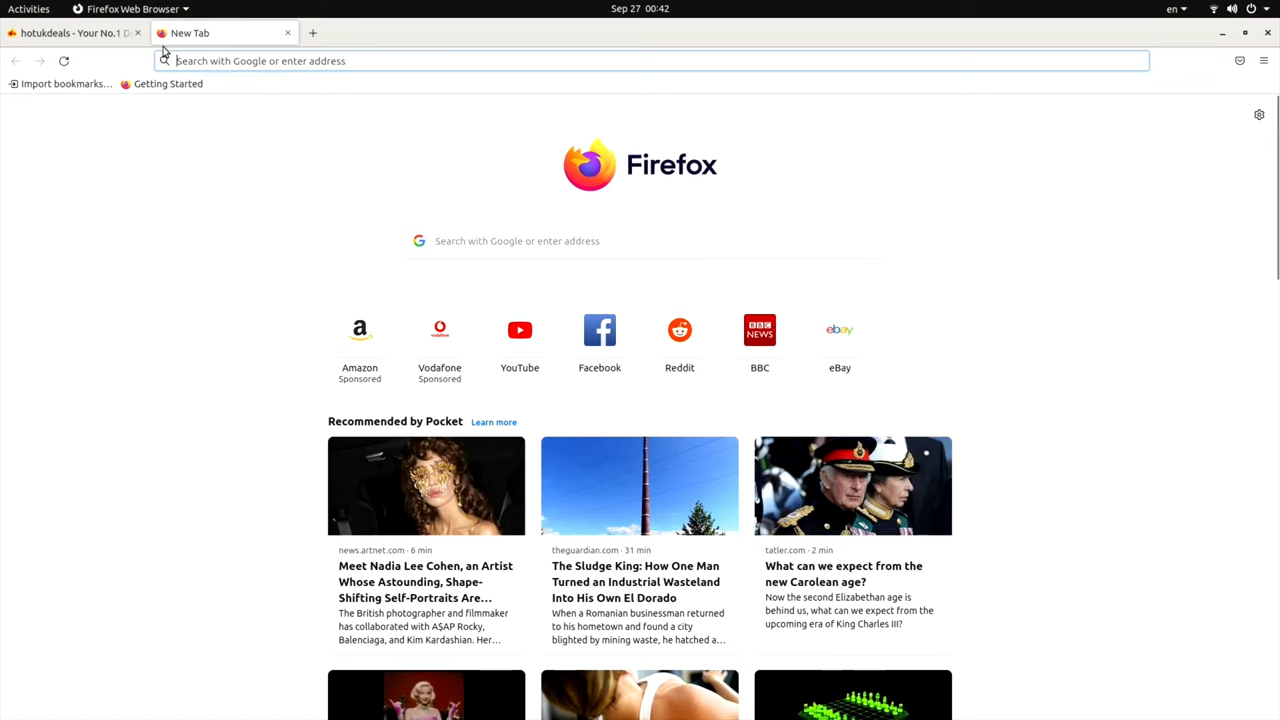 Activities
Firefox Web Browser
Sep 27 00:42
en
hotukdeals - Your No.1 D
New Tab
Search with Google or enter address
Import bookmarks...
Getting Started
Firefox
Search with Google or enter address
a
vodafone
BBC
NEWS
ebay
Amazon
Sponsored
Vodafone
Sponsored
YouTube
Facebook
Reddit
BBC
eBay
Recommended by Pocket
Learn more
news.artnet.com · 6 min
Meet Nadia Lee Cohen, an Artist
Whose Astounding, Shape-
Shifting Self-Portraits Are...
The British photographer and filmmaker
has collaborated with A$AP Rocky,
Balenciaga, and Kim Kardashian. Her...
theguardian.com · 31 min
The Sludge King: How One Man
Turned an Industrial Wasteland
Into His Own El Dorado
When a Romanian businessman returned
to his hometown and found a city
blighted by mining waste, he hatched a...
tatler.com · 2 min
What can we expect from the
new Carolean age?
Now the second Elizabethan age is
behind us, what can we expect from the
upcoming era of King Charles III?